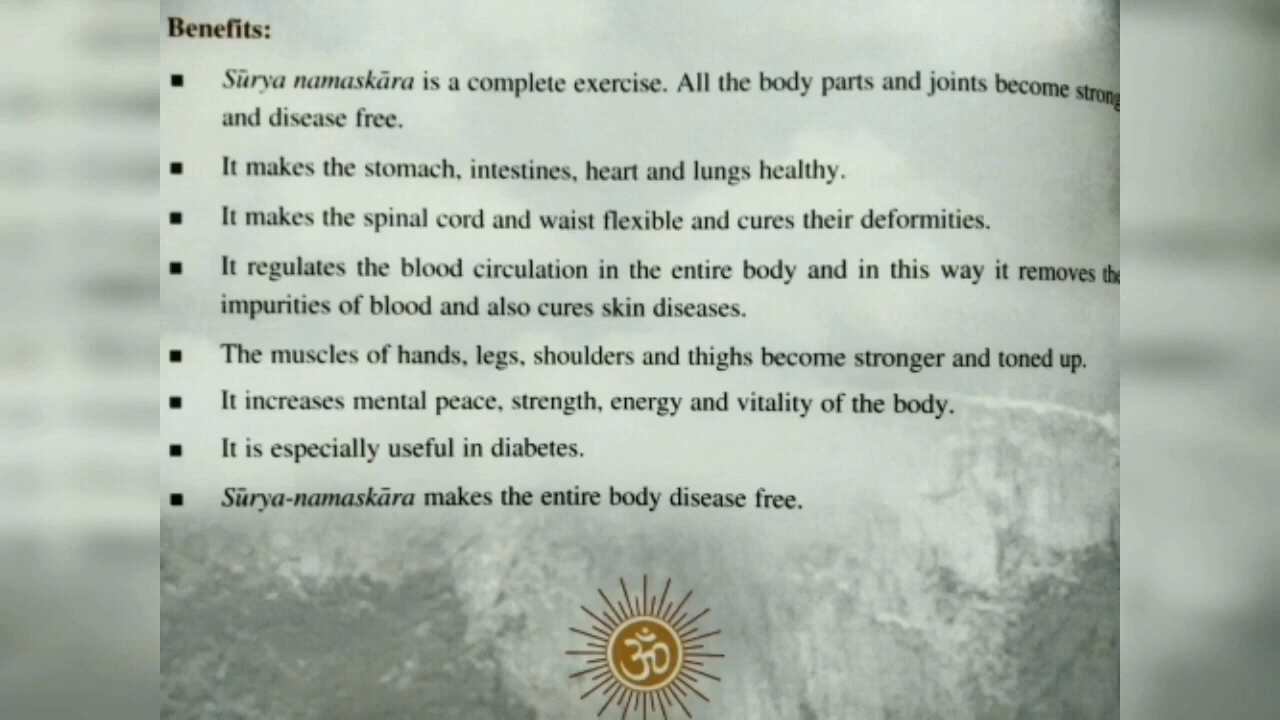 Benefits:
▪ Sūrya namaskāra is a complete exercise. All the body parts and joints become strong
and disease free.
▪ It makes the stomach, intestines, heart and lungs healthy.
▪ It makes the spinal cord and waist flexible and cures their deformities.
▪ It regulates the blood circulation in the entire body and in this way it removes the
impurities of blood and also cures skin diseases.
▪ The muscles of hands, legs, shoulders and thighs become stronger and toned up.
▪ It increases mental peace, strength, energy and vitality of the body.
▪ It is especially useful in diabetes.
▪ Sūrya-namaskāra makes the entire body disease free.
ॐ